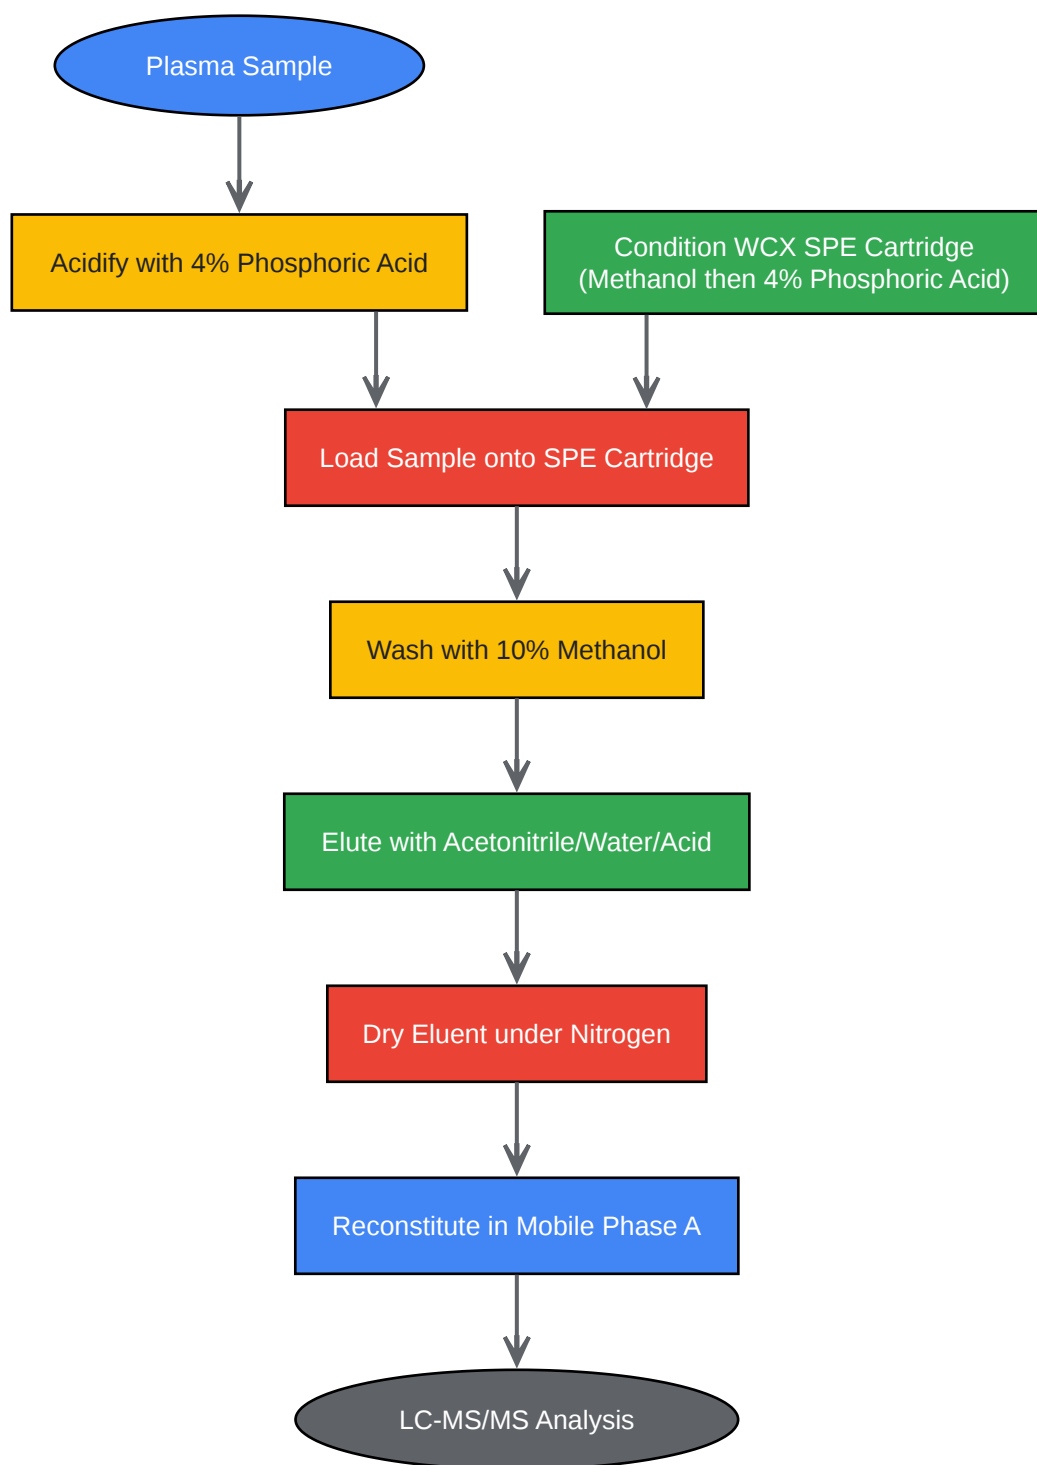 Plasma Sample
Acidify with 4% Phosphoric Acid
Condition WCX SPE Cartridge
(Methanol then 4% Phosphoric Acid)
Load Sample onto SPE Cartridge
Wash with 10% Methanol
Elute with Acetonitrile/Water/Acid
Dry Eluent under Nitrogen
Reconstitute in Mobile Phase A
LC-MS/MS Analysis